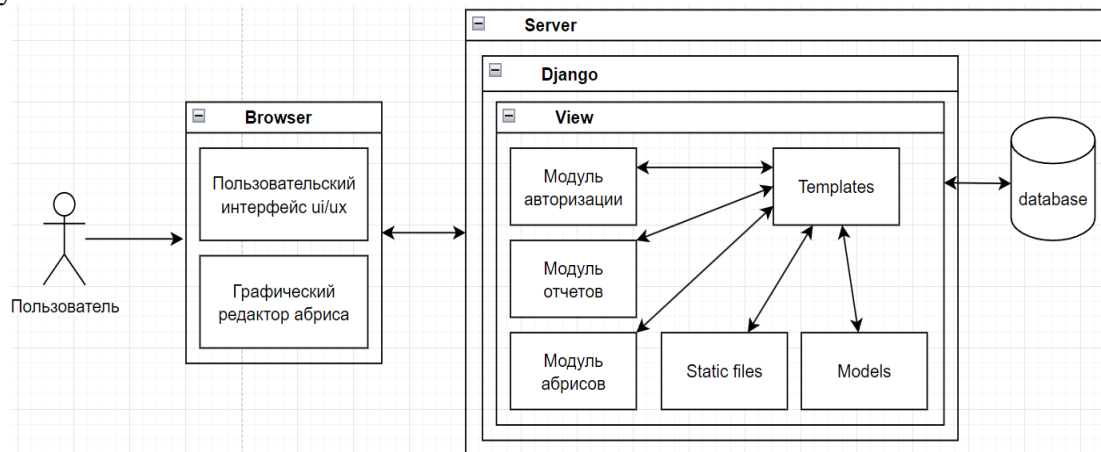 Server
Django
View
Browser
Пользовательский
интерфейс ui/ux
Графический
редактор абриса
Пользователь
Модуль
авторизации
Templates
Модуль
отчетов
Модуль
абрисов
Static files
Models
database